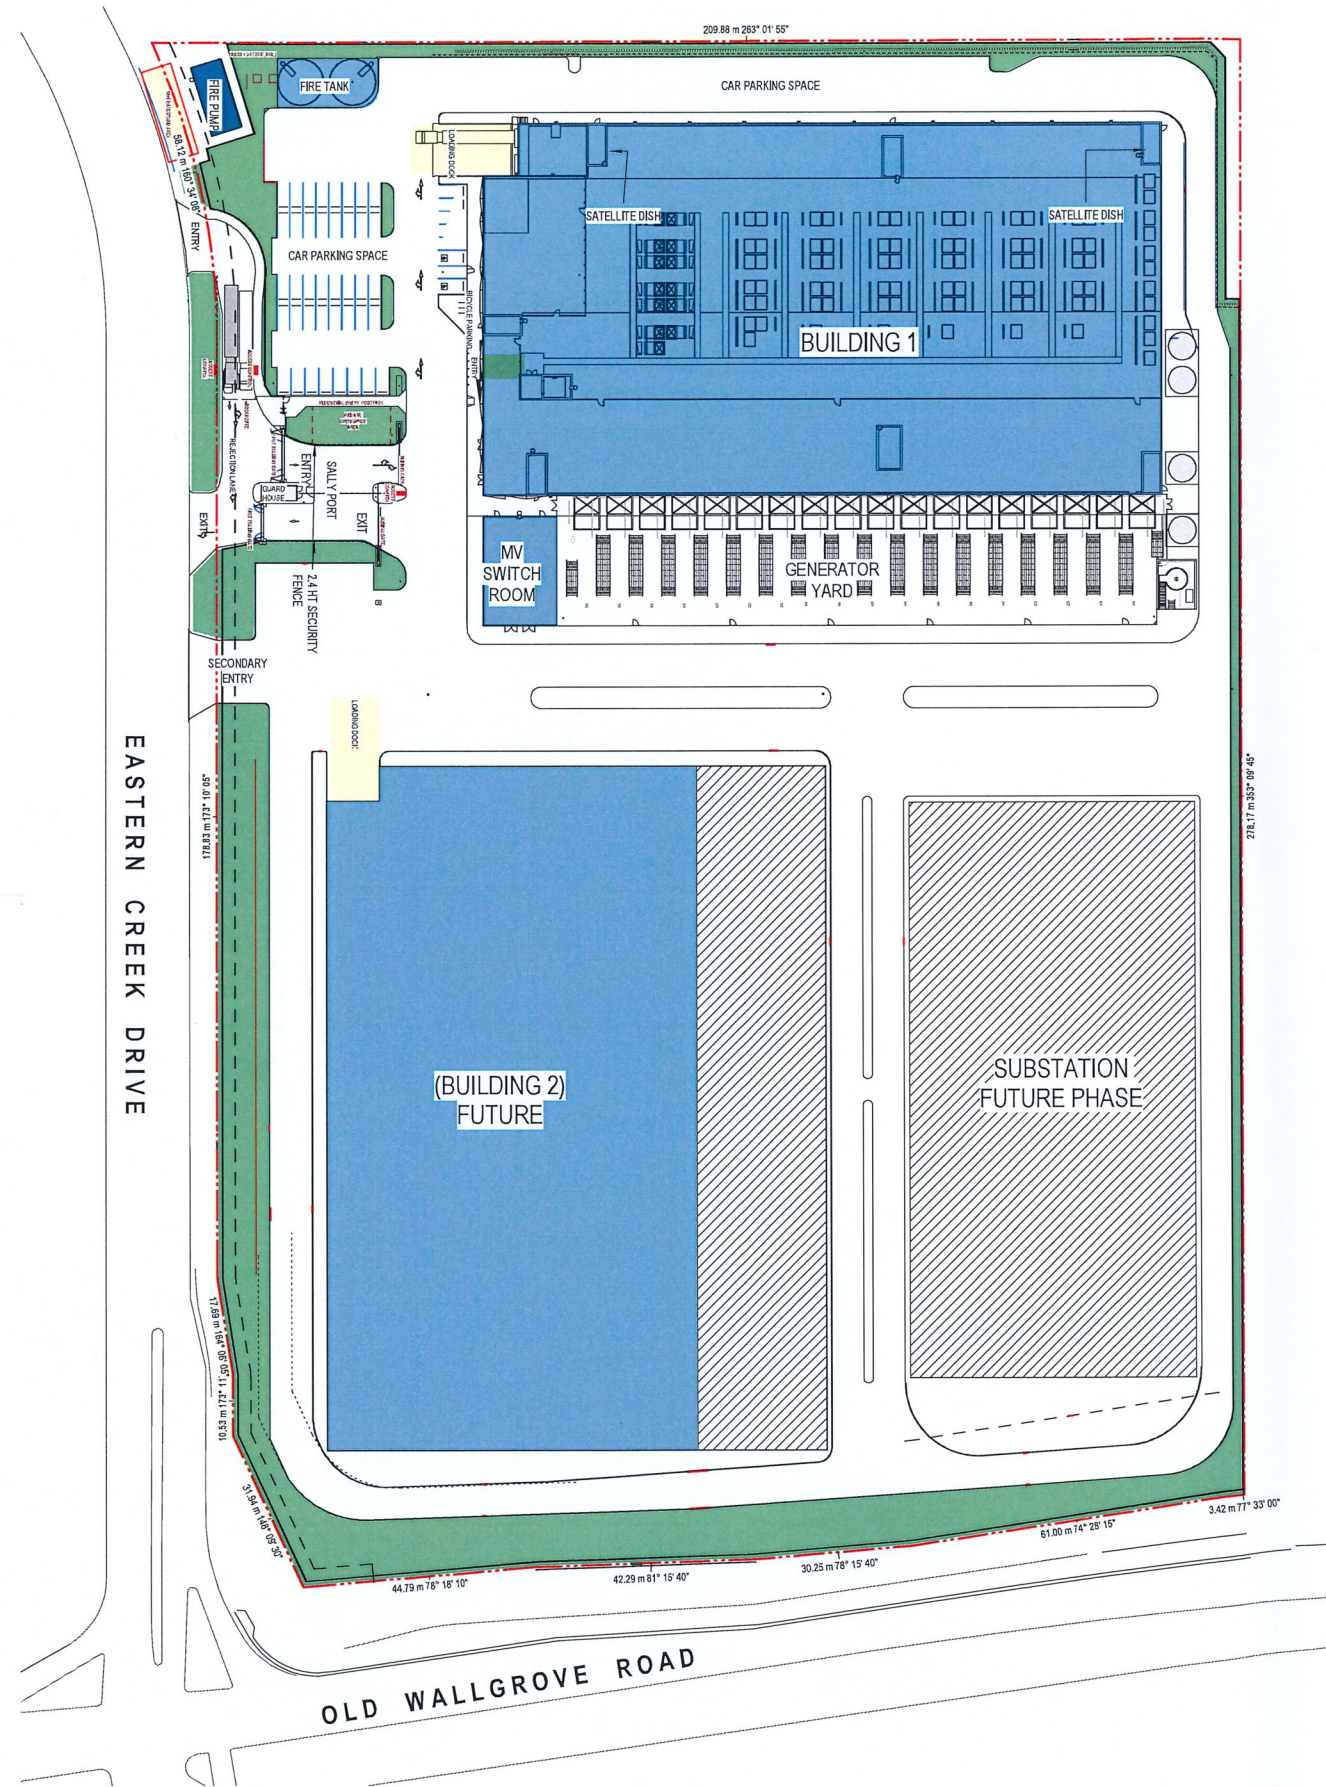 209.88 m 263° 01' 55"
FIRE PUMP
FIRE TANK
CAR PARKING SPACE
LOADING DOCK
58.12 m 160° 34' 08"
ENTRY
SATELLITE DISH
SATELLITE DISH
CAR PARKING SPACE
BICYCLE PARKING
ENTRY
BUILDING 1
REJECTION LANE
ENTRY
SALLY PORT
GUARD
HOUSE
EXIT
EXIT
MV
SWITCH
ROOM
GENERATOR
YARD
2.4 HT SECURITY
FENCE
SECONDARY
ENTRY
LOADING DOCK
EASTERN CREEK DRIVE
178.83 m 173° 10' 05"
278.17 m 353° 09' 45"
(BUILDING 2)
FUTURE
SUBSTATION
FUTURE PHASE
17.69 m 164° 06' 05"
10.53 m 173° 11'
31.94 m 148° 09' 30"
3.42 m 77° 33' 00"
61.00 m 74° 28' 15"
30.25 m 78° 15' 40"
42.29 m 81° 15' 40"
44.79 m 78° 18' 10"
OLD WALLGROVE ROAD